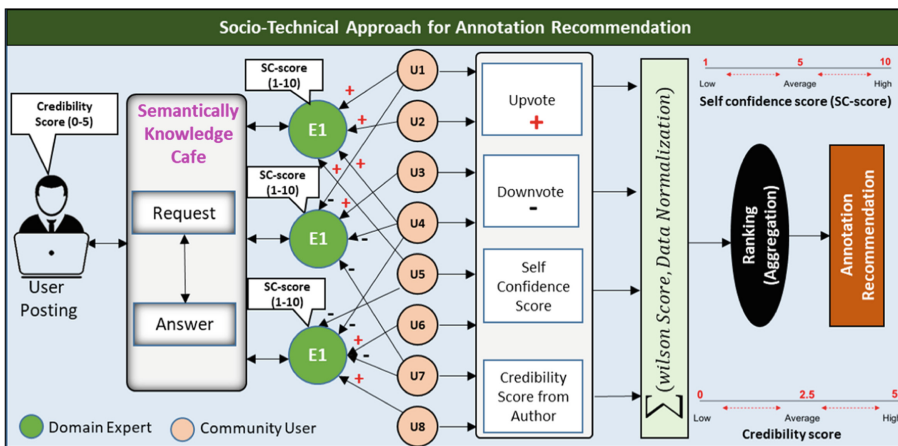 Socio-Technical Approach for Annotation Recommendation
Credibility
Score (0-5)
User
Posting
Semantically
Knowledge
Cafe
Request
Answer
SC-score
(1-10)
E1
SC-score
(1-10)
E1
SC-score
(1-10)
E1
+
+
+
+
+
-
-
-
-
-
+
-
+
U1
U2
U3
U4
U5
U6
U7
U8
Upvote
+
Downvote
-
Self
Confidence
Score
Credibility
Score from
Author
∑(wilson Score, Data Normalization)
1 5 10
Low Average High
Self confidence score (SC-score)
Ranking
(Aggregation)
Annotation
Recommendation
0 2.5 5
Low Average High
Credibility score
Domain Expert
Community User